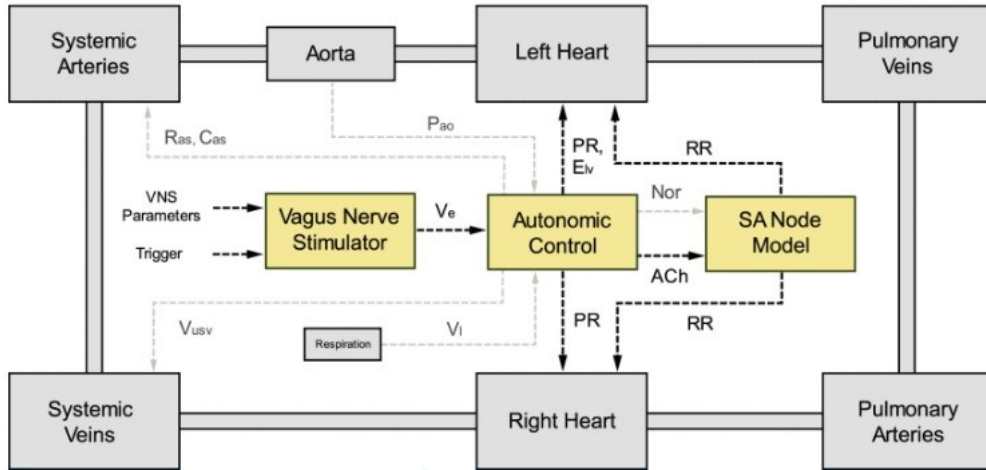 Systemic
Arteries
Aorta
Left Heart
Pulmonary
Veins
Pao
Ras, Cas
PR,
Elv
RR
VNS
Parameters
Trigger
Vagus Nerve
Stimulator
Ve
Autonomic
Control
Nor
ACh
SA Node
Model
Vusv
Respiration
Vl
PR
RR
Systemic
Veins
Right Heart
Pulmonary
Arteries